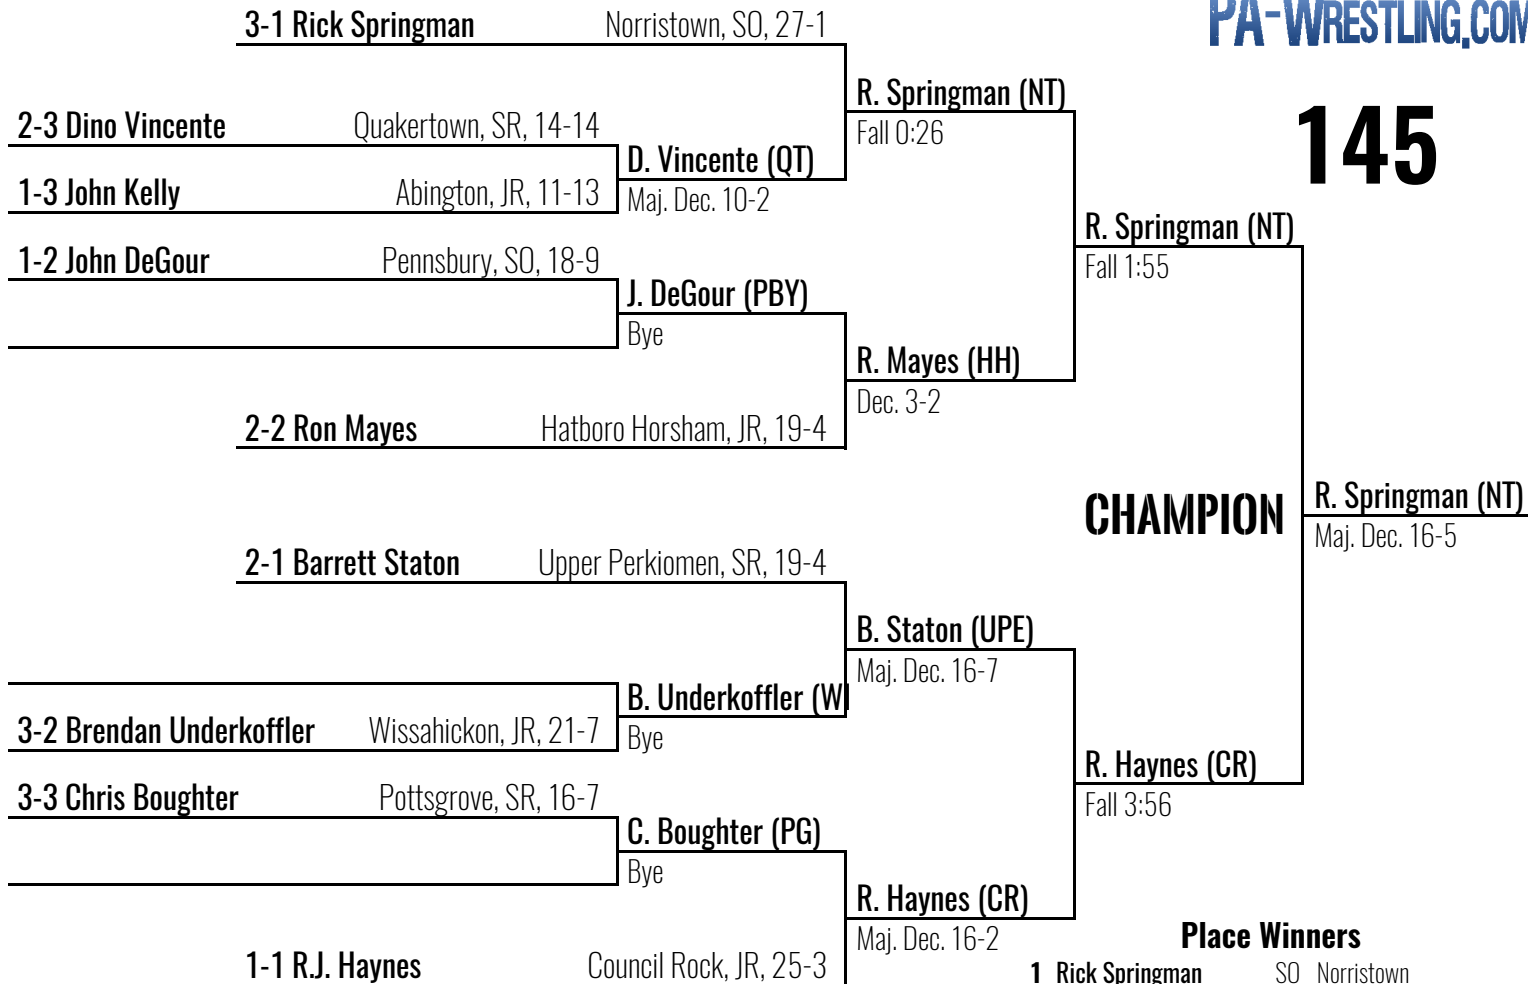 PA-WRESTLING.COM
145
3-1 Rick Springman Norristown, SO, 27-1
R. Springman (NT)
Fall 0:26
2-3 Dino Vincente Quakertown, SR, 14-14
D. Vincente (QT)
Maj. Dec. 10-2
1-3 John Kelly Abington, JR, 11-13
R. Springman (NT)
Fall 1:55
1-2 John DeGour Pennsbury, SO, 18-9
J. DeGour (PBY)
Bye
R. Mayes (HH)
Dec. 3-2
2-2 Ron Mayes Hatboro Horsham, JR, 19-4
CHAMPION
R. Springman (NT)
Maj. Dec. 16-5
2-1 Barrett Staton Upper Perkiomen, SR, 19-4
B. Staton (UPE)
Maj. Dec. 16-7
B. Underkoffler (WI
Bye
3-2 Brendan Underkoffler Wissahickon, JR, 21-7
R. Haynes (CR)
Fall 3:56
3-3 Chris Boughter Pottsgrove, SR, 16-7
C. Boughter (PG)
Bye
R. Haynes (CR)
Maj. Dec. 16-2
1-1 R.J. Haynes Council Rock, JR, 25-3
Place Winners
1 Rick Springman SO Norristown